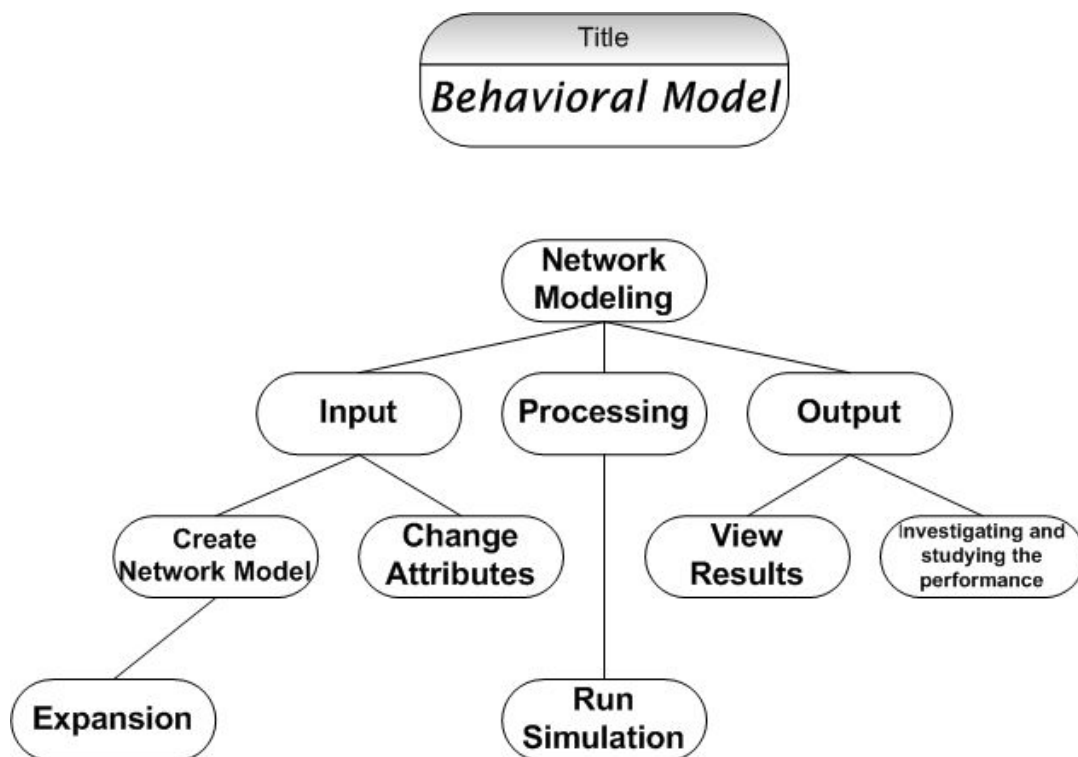 Title
Behavioral Model
Network
Modeling
Input
Processing
Output
Create
Network Model
Change
Attributes
View
Results
Investigating and
studying the
performance
Expansion
Run
Simulation